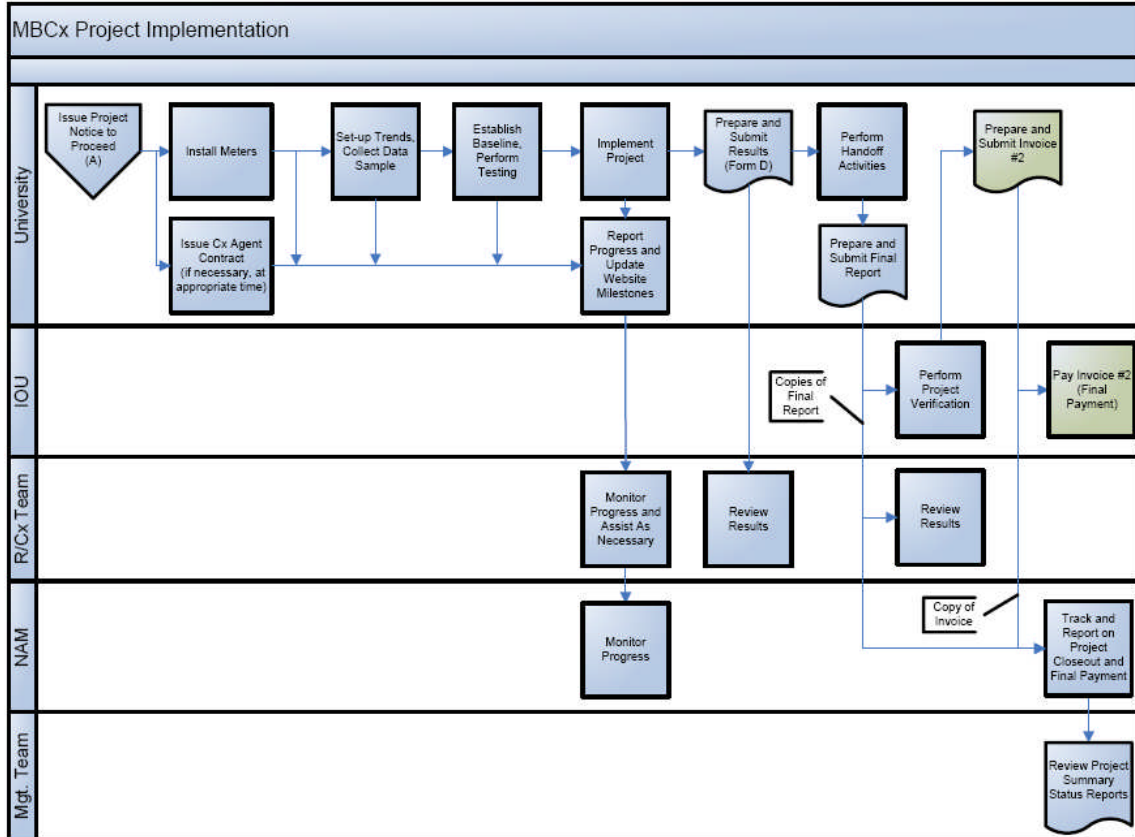 MBCx Project Implementation
University
Issue Project
Notice to
Proceed
(A)
Install Meters
Set-up Trends,
Collect Data
Sample
Establish
Baseline,
Perform
Testing
Implement
Project
Prepare and
Submit
Results
(Form D)
Perform
Handoff
Activities
Prepare and
Submit Invoice
#2
Issue Cx Agent
Contract
(if necessary, at
appropriate time)
Report
Progress and
Update
Website
Milestones
Prepare and
Submit Final
Report
IOU
Copies of
Final
Report
Perform
Project
Verification
Pay Invoice #2
(Final
Payment)
R/Cx Team
Monitor
Progress and
Assist As
Necessary
Review
Results
Review
Results
NAM
Monitor
Progress
Copy of
Invoice
Track and
Report on
Project
Closeout and
Final Payment
Mgt. Team
Review Project
Summary
Status Reports